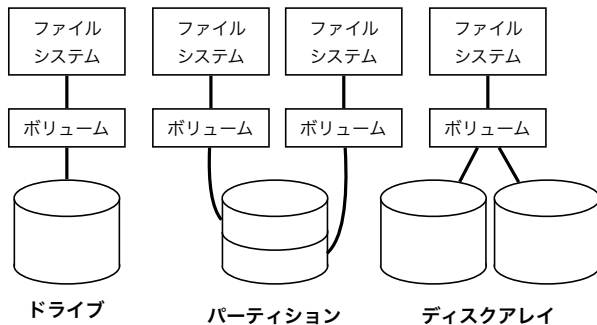 ファイル
システム
ファイル
システム
ファイル
システム
ファイル
システム
ボリューム
ボリューム
ボリューム
ボリューム
ドライブ
パーティション
ディスクアレイ